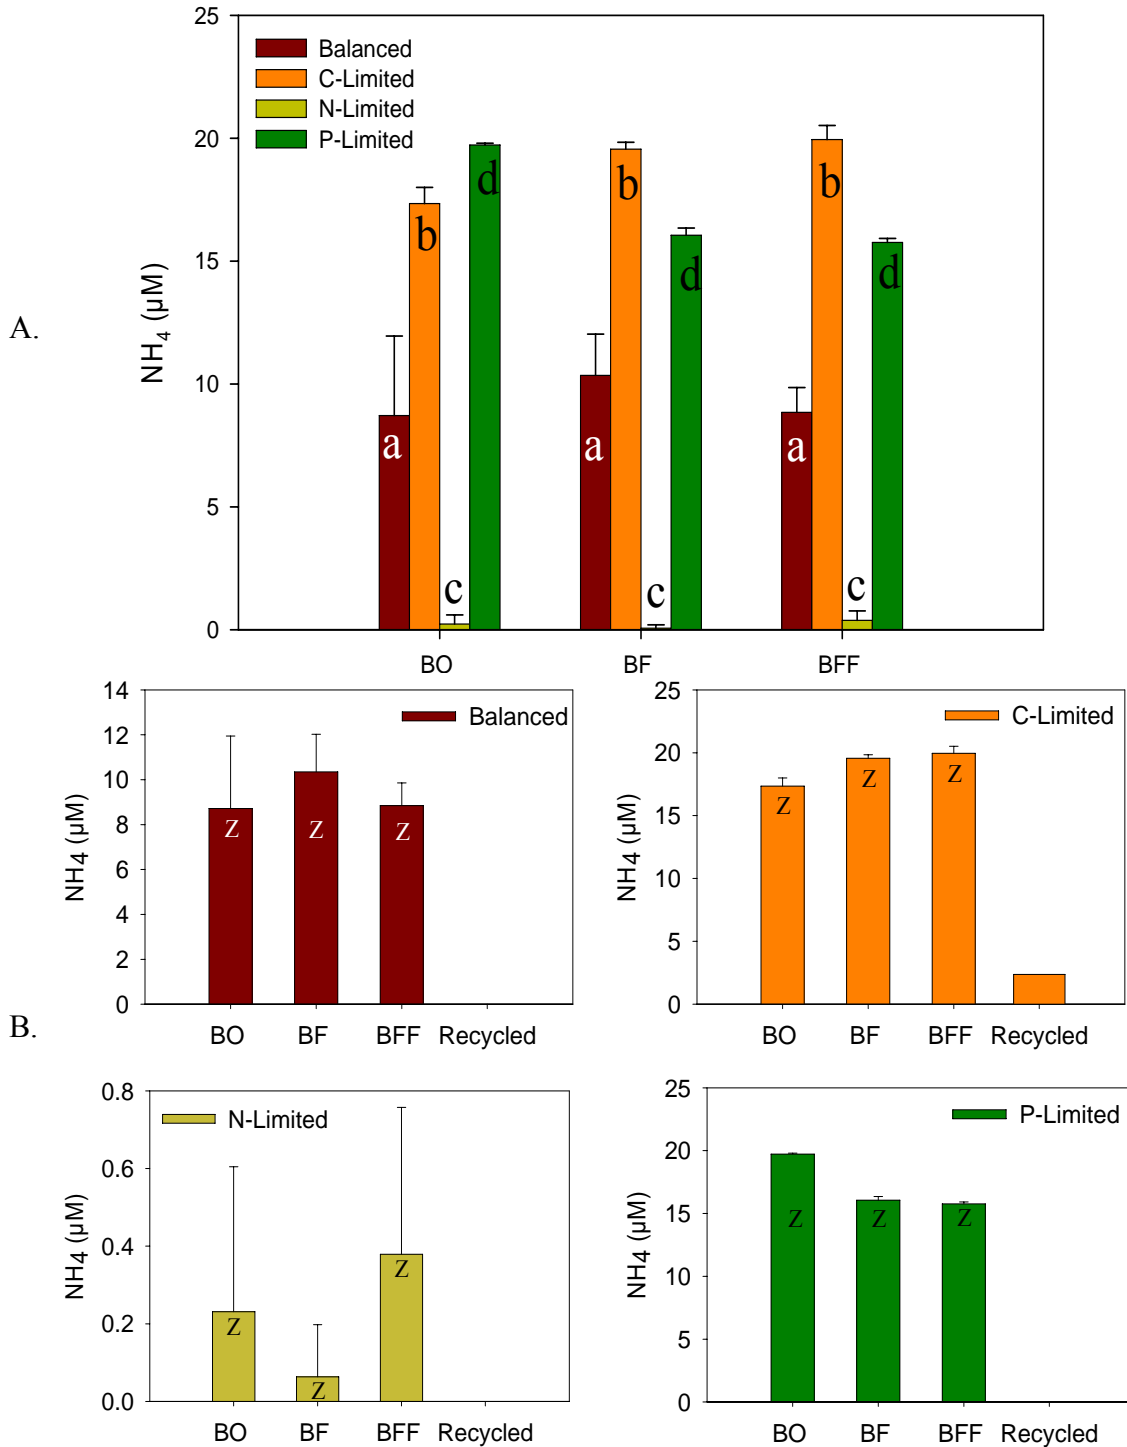 25
20
15
10
5
0
NH4 (µM)
A.
Balanced
C-Limited
N-Limited
P-Limited
a b c d
a b c d
a b c d
BO BF BFF
B.
14
12
10
8
6
4
2
0
NH4 (µM)
Balanced
z z z
BO BF BFF Recycled
25
20
15
10
5
0
NH4 (µM)
C-Limited
z z z
BO BF BFF Recycled
0.8
0.6
0.4
0.2
0.0
NH4 (µM)
N-Limited
z z z
BO BF BFF Recycled
25
20
15
10
5
0
NH4 (µM)
P-Limited
z z z
BO BF BFF Recycled